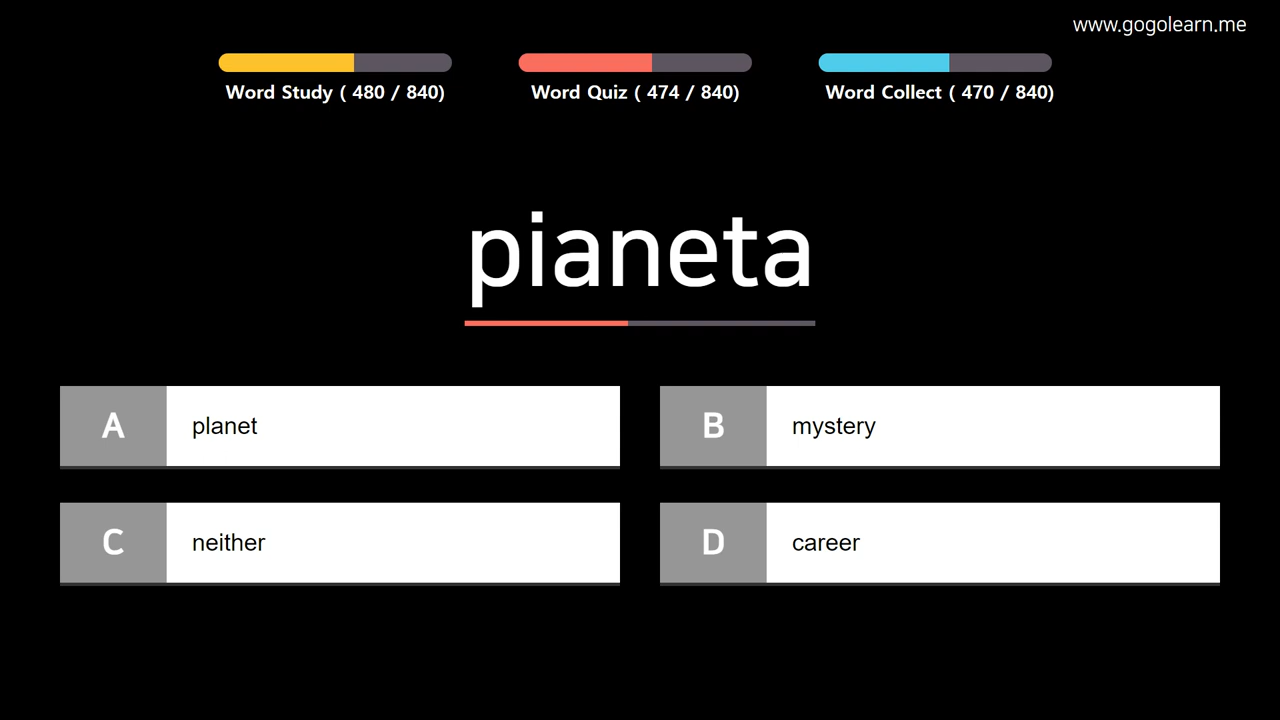 www.gogolearn.me
Word Study ( 480 / 840)
Word Quiz ( 474 / 840)
Word Collect ( 470 / 840)
pianeta
A planet
B mystery
C neither
D career